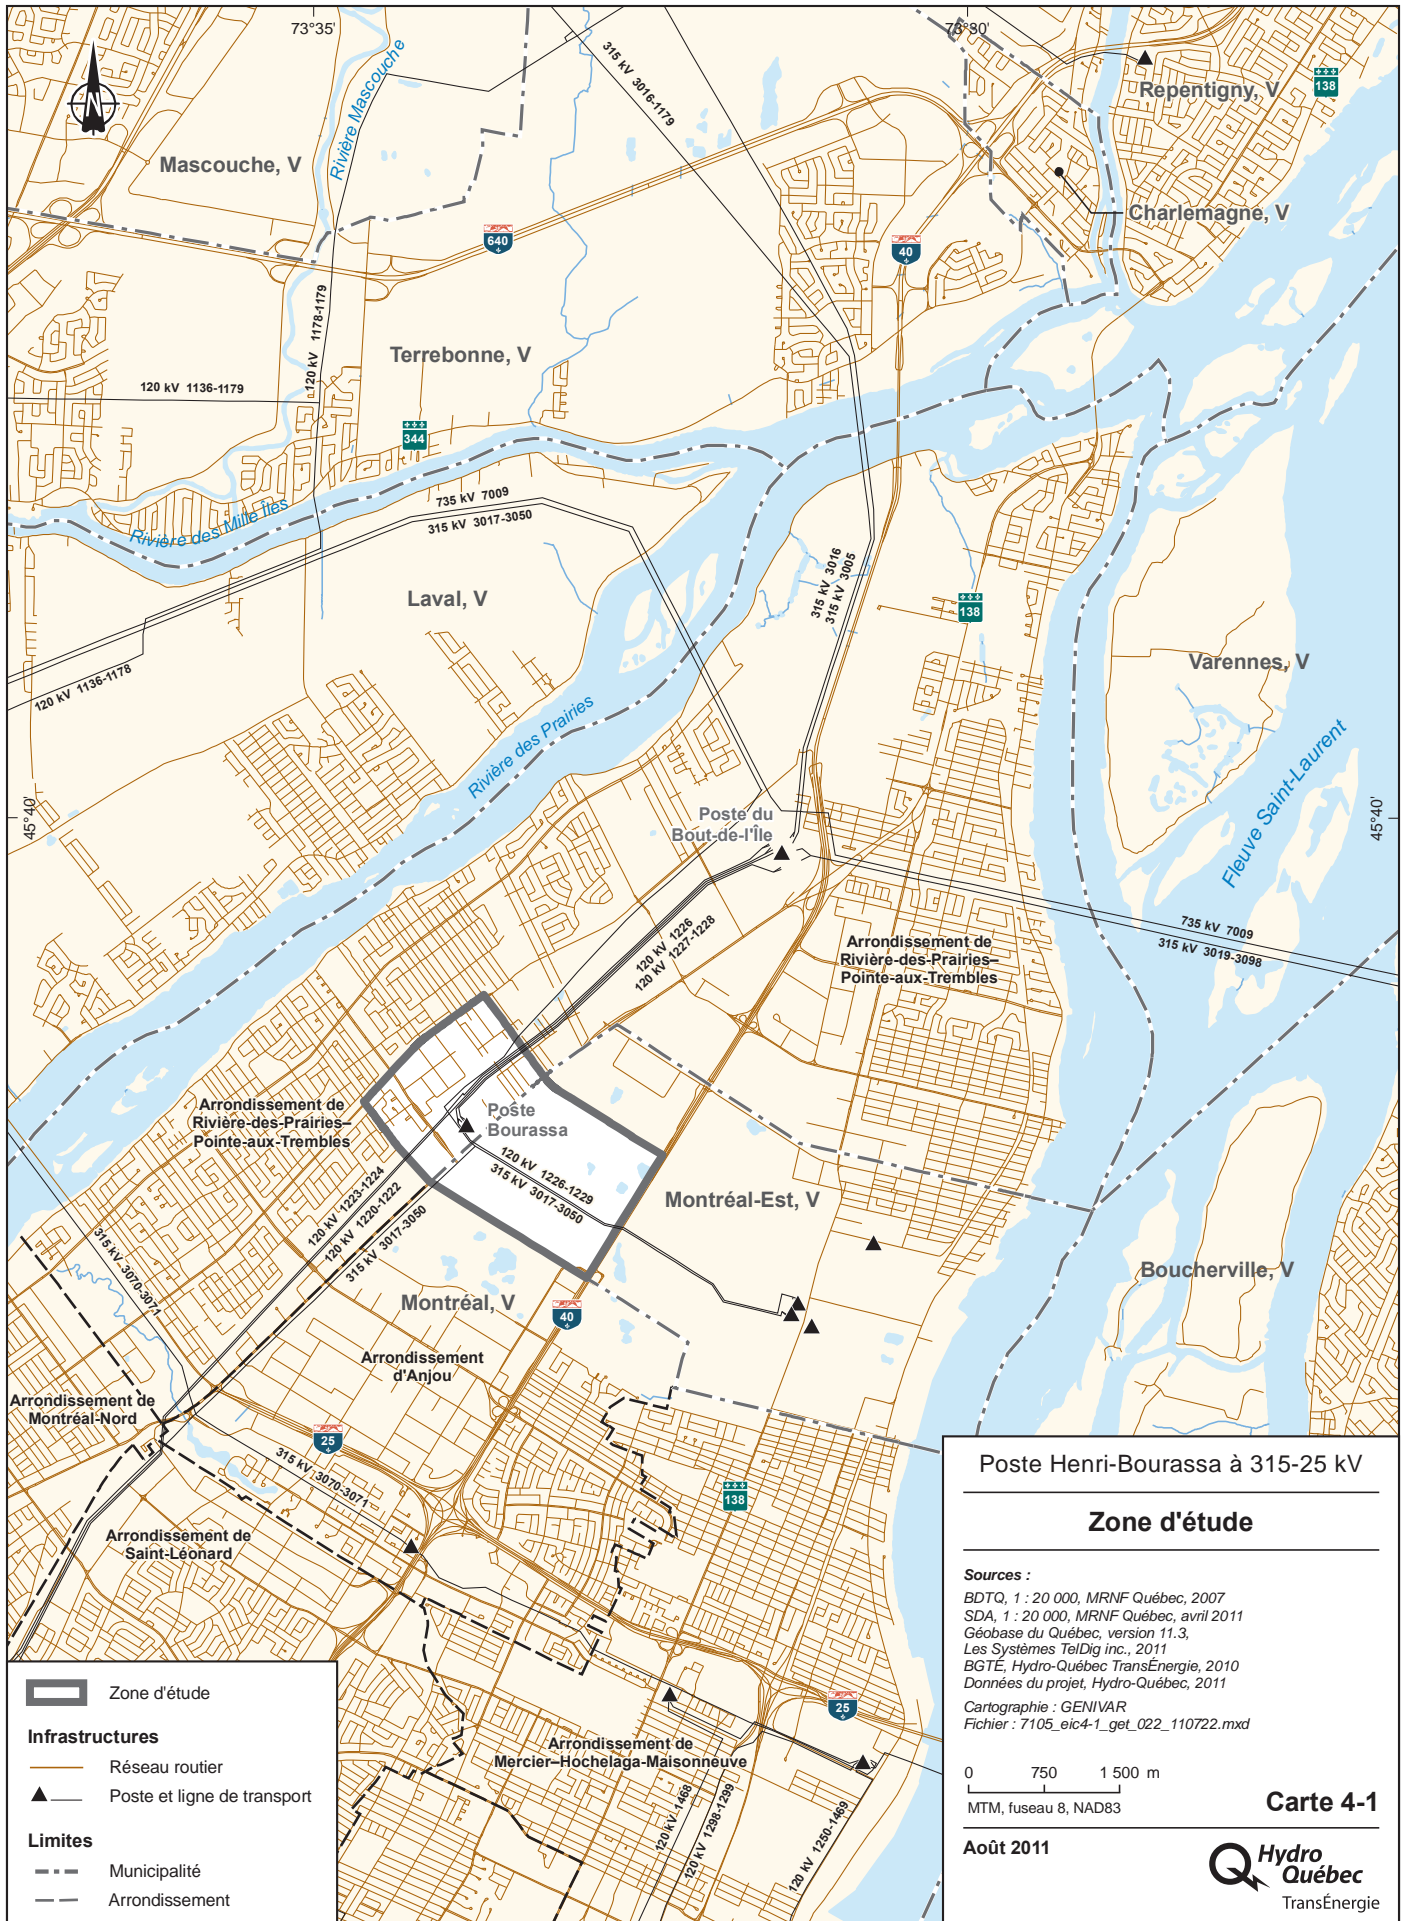 73°35'
73°30'
315 kV 3016-1179
Rivière Mascouche
Repentigny, V
138
Mascouche, V
Charlemagne, V
640
40
120 kV 1178-1179
Terrebonne, V
120 kV 1136-1179
344
735 kV 7009
315 kV 3017-3050
Rivière des Mille Îles
315 kV 3016
315 kV 3005
Laval, V
138
Varennes, V
120 kV 1136-1178
Rivière des Prairies
Fleuve Saint-Laurent
45°40'
45°40'
Poste du
Bout-de-l'Île
735 kV 7009
315 kV 3019-3098
120 kV 1226
120 kV 1227-1228
Arrondissement de
Rivière-des-Prairies–
Pointe-aux-Trembles
Arrondissement de
Rivière-des-Prairies–
Pointe-aux-Trembles
Poste
Bourassa
120 kV 1226-1229
315 kV 3017-3050
Montréal-Est, V
120 kV 1223-1224
120 kV 1220-1222
315 kV 3017-3050
315 kV 3070-3071
Boucherville, V
Montréal, V
40
Arrondissement
d'Anjou
Arrondissement de
Montréal-Nord
25
315 kV 3070-3071
138
Arrondissement de
Saint-Léonard
25
Arrondissement de
Mercier–Hochelaga-Maisonneuve
120 kV 1468
120 kV 1298-1299
120 kV 1250-1469
Zone d'étude
Infrastructures
Réseau routier
Poste et ligne de transport
Limites
Municipalité
Arrondissement
Poste Henri-Bourassa à 315-25 kV
Zone d'étude
Sources :
BDTQ, 1 : 20 000, MRNF Québec, 2007
SDA, 1 : 20 000, MRNF Québec, avril 2011
Géobase du Québec, version 11.3,
Les Systèmes TelDig inc., 2011
BGTÉ, Hydro-Québec TransÉnergie, 2010
Données du projet, Hydro-Québec, 2011
Cartographie : GENIVAR
Fichier : 7105_eic4-1_get_022_110722.mxd
0 750 1 500 m
MTM, fuseau 8, NAD83
Carte 4-1
Août 2011
Hydro
Québec
TransÉnergie
N